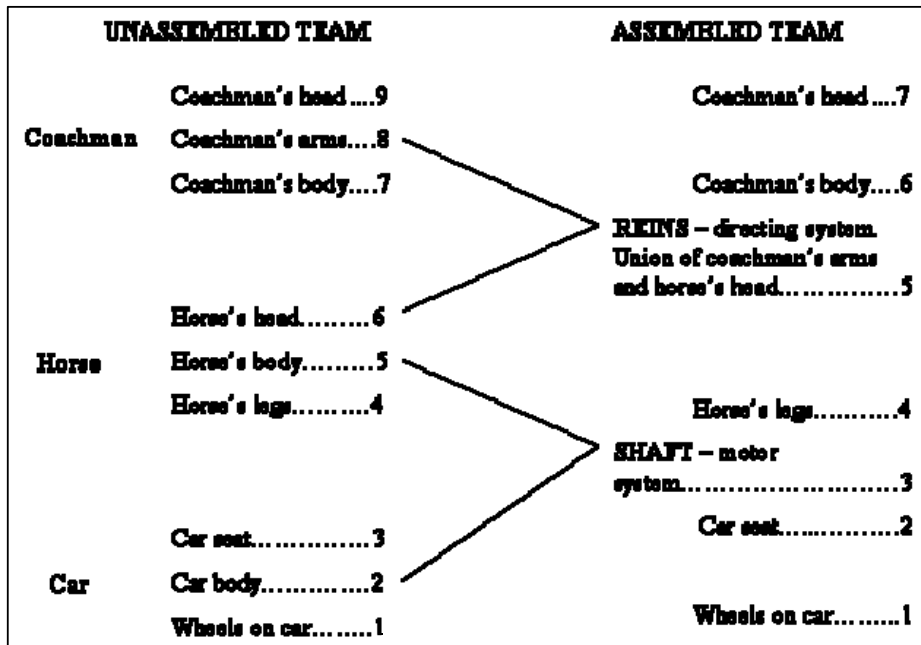 UNASSEMBLED TEAM
Coachman's head ....9
Coachman
Coachman's arms....8
Coachman's body....7
Horse's head.........6
Horse
Horse's body.........5
Horse's legs.........4
Car seat...............3
Car
Car body..............2
Wheels on car.......1
ASSEMBLED TEAM
Coachman's head ....7
Coachman's body....6
REINS – directing system.
Union of coachman's arms
and horse's head...............5
Horse's legs..........4
SHAFT – motor
system............................3
Car seat................2
Wheels on car.......1